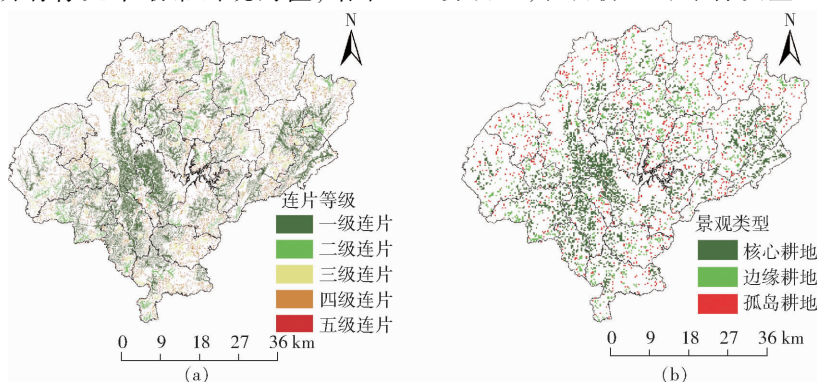 N
连片等级
一级连片
二级连片
三级连片
四级连片
五级连片
0 9 18 27 36 km
(a)
N
景观类型
核心耕地
边缘耕地
孤岛耕地
0 9 18 27 36 km
(b)